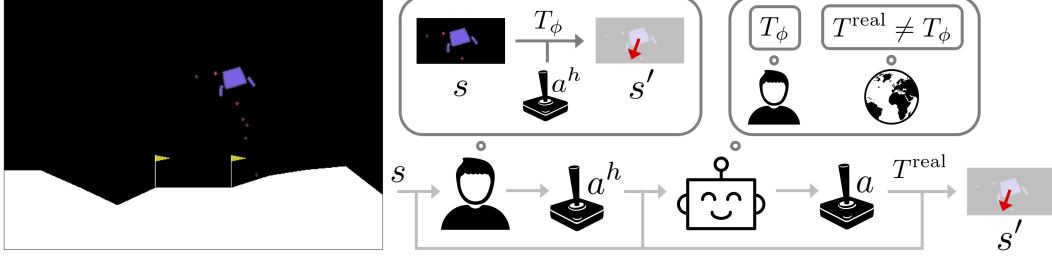 T_ϕ
s
a^h
s′
T_ϕ
T^real ≠ T_ϕ
s
a^h
a
T^real
s′